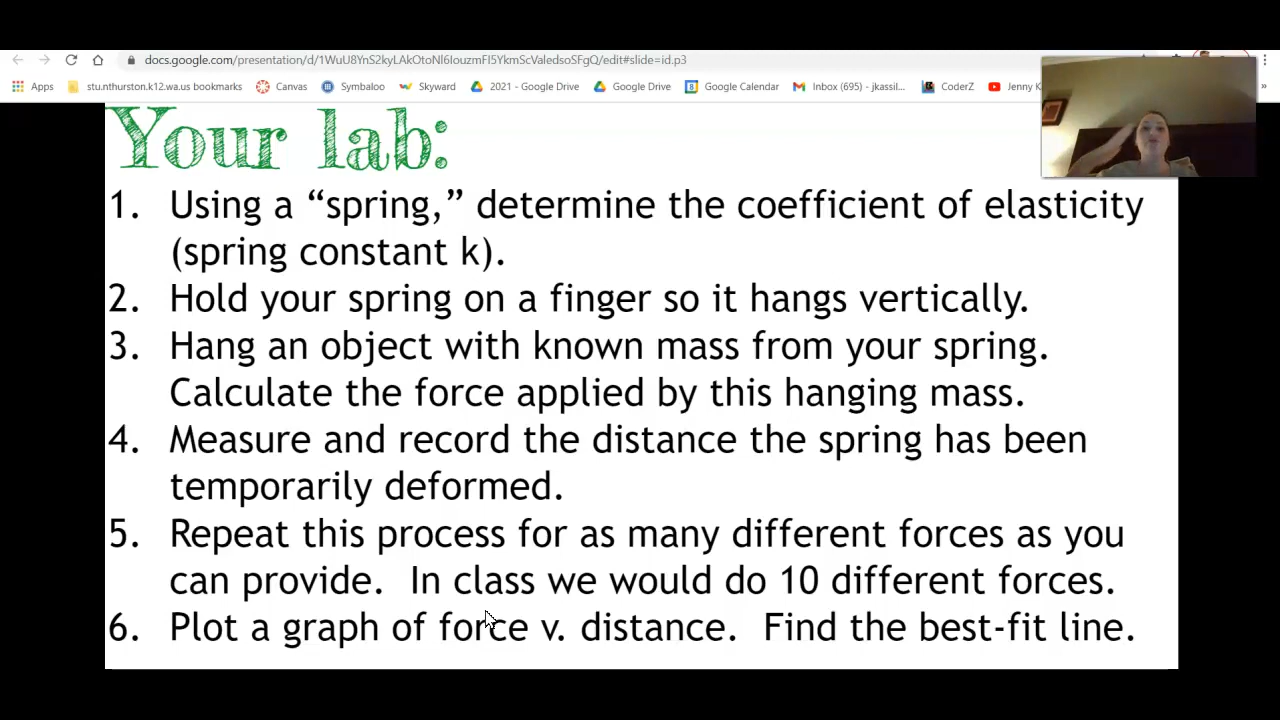 docs.google.com/presentation/d/1WuU8YnS2kyLAkOtoNl6IouzmFI5YkmScValedsoSFgQ/edit#slide=id.p3
Apps stu.nthurston.k12.wa.us bookmarks Canvas Symbaloo Skyward 2021 - Google Drive Google Drive Google Calendar Inbox (695) - jkassil... CoderZ Jenny K
Your lab:
1. Using a “spring,” determine the coefficient of elasticity
(spring constant k).
2. Hold your spring on a finger so it hangs vertically.
3. Hang an object with known mass from your spring.
Calculate the force applied by this hanging mass.
4. Measure and record the distance the spring has been
temporarily deformed.
5. Repeat this process for as many different forces as you
can provide. In class we would do 10 different forces.
6. Plot a graph of force v. distance. Find the best-fit line.